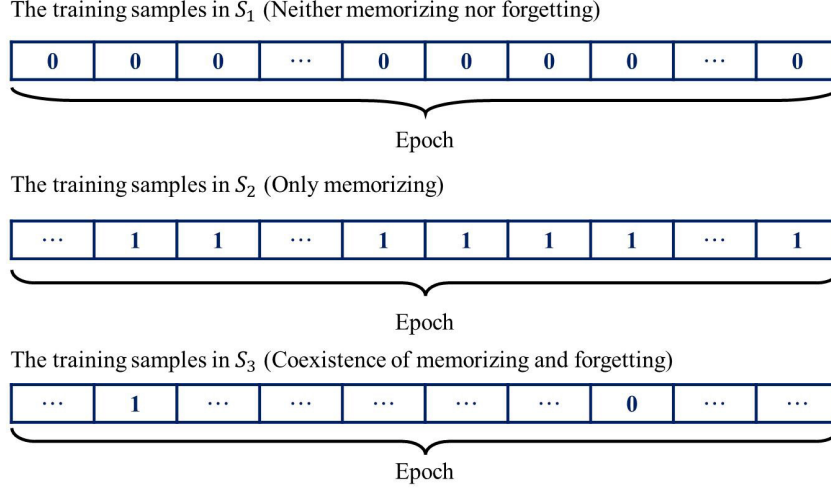 The training samples in S₁ (Neither memorizing nor forgetting)
0 0 0 ··· 0 0 0 0 ··· 0
Epoch
The training samples in S₂ (Only memorizing)
··· 1 1 ··· 1 1 1 1 ··· 1
Epoch
The training samples in S₃ (Coexistence of memorizing and forgetting)
··· 1 ··· ··· ··· ··· ··· 0 ··· ···
Epoch